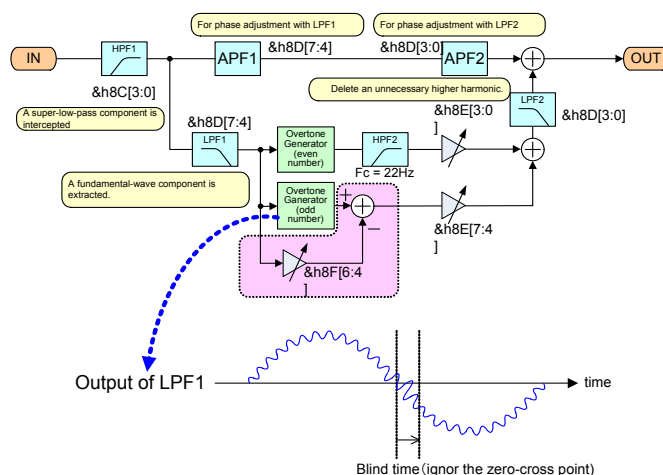 For phase adjustment with LPF1
For phase adjustment with LPF2
&h8D[7:4]
&h8D[3:0]
IN
HPF1
APF1
APF2
OUT
&h8C[3:0]
Delete an unnecessary higher harmonic.
A super-low-pass component is
intercepted
&h8D[7:4]
&h8E[3:0
]
LPF2
&h8D[3:0]
LPF1
Overtone
Generator
(even
number)
HPF2
Fc = 22Hz
A fundamental-wave component is
extracted.
Overtone
Ganerator
(odd
number)
+
−
&h8E[7:4
]
&h8F[6:4
]
Output of LPF1
time
Blind time(ignor the zero-cross point)